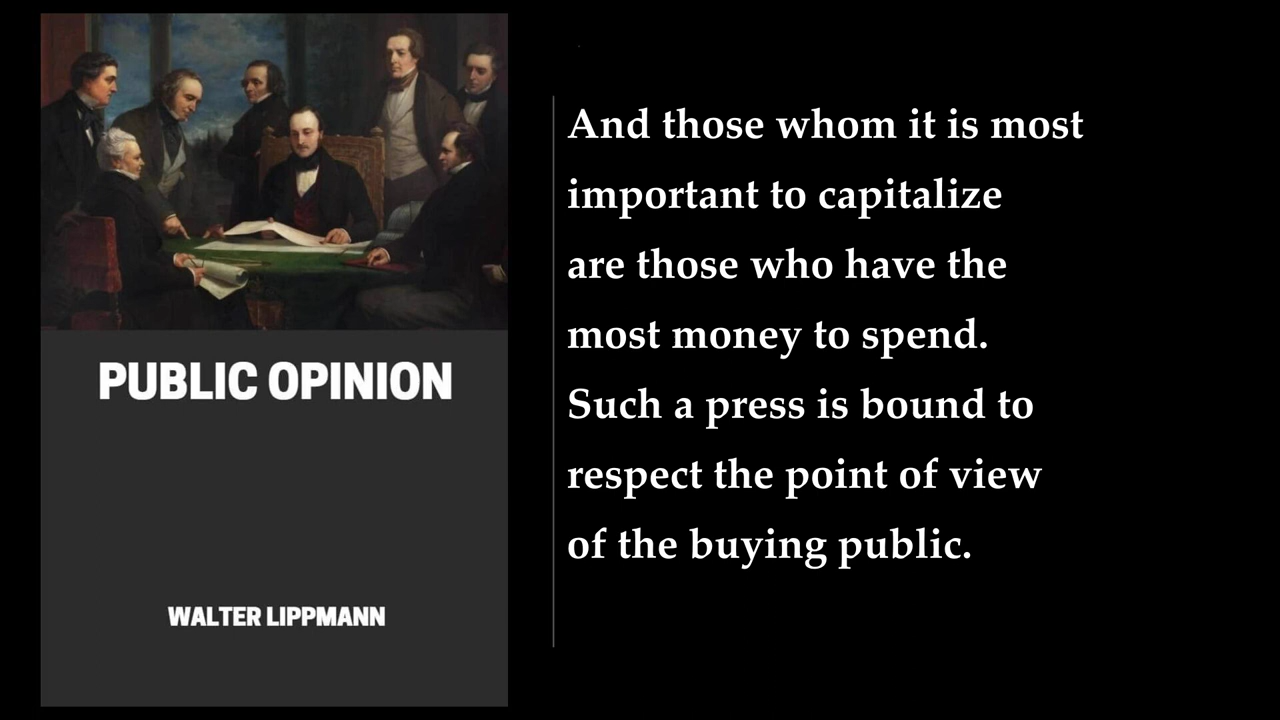 PUBLIC OPINION
WALTER LIPPMANN
And those whom it is most
important to capitalize
are those who have the
most money to spend.
Such a press is bound to
respect the point of view
of the buying public.